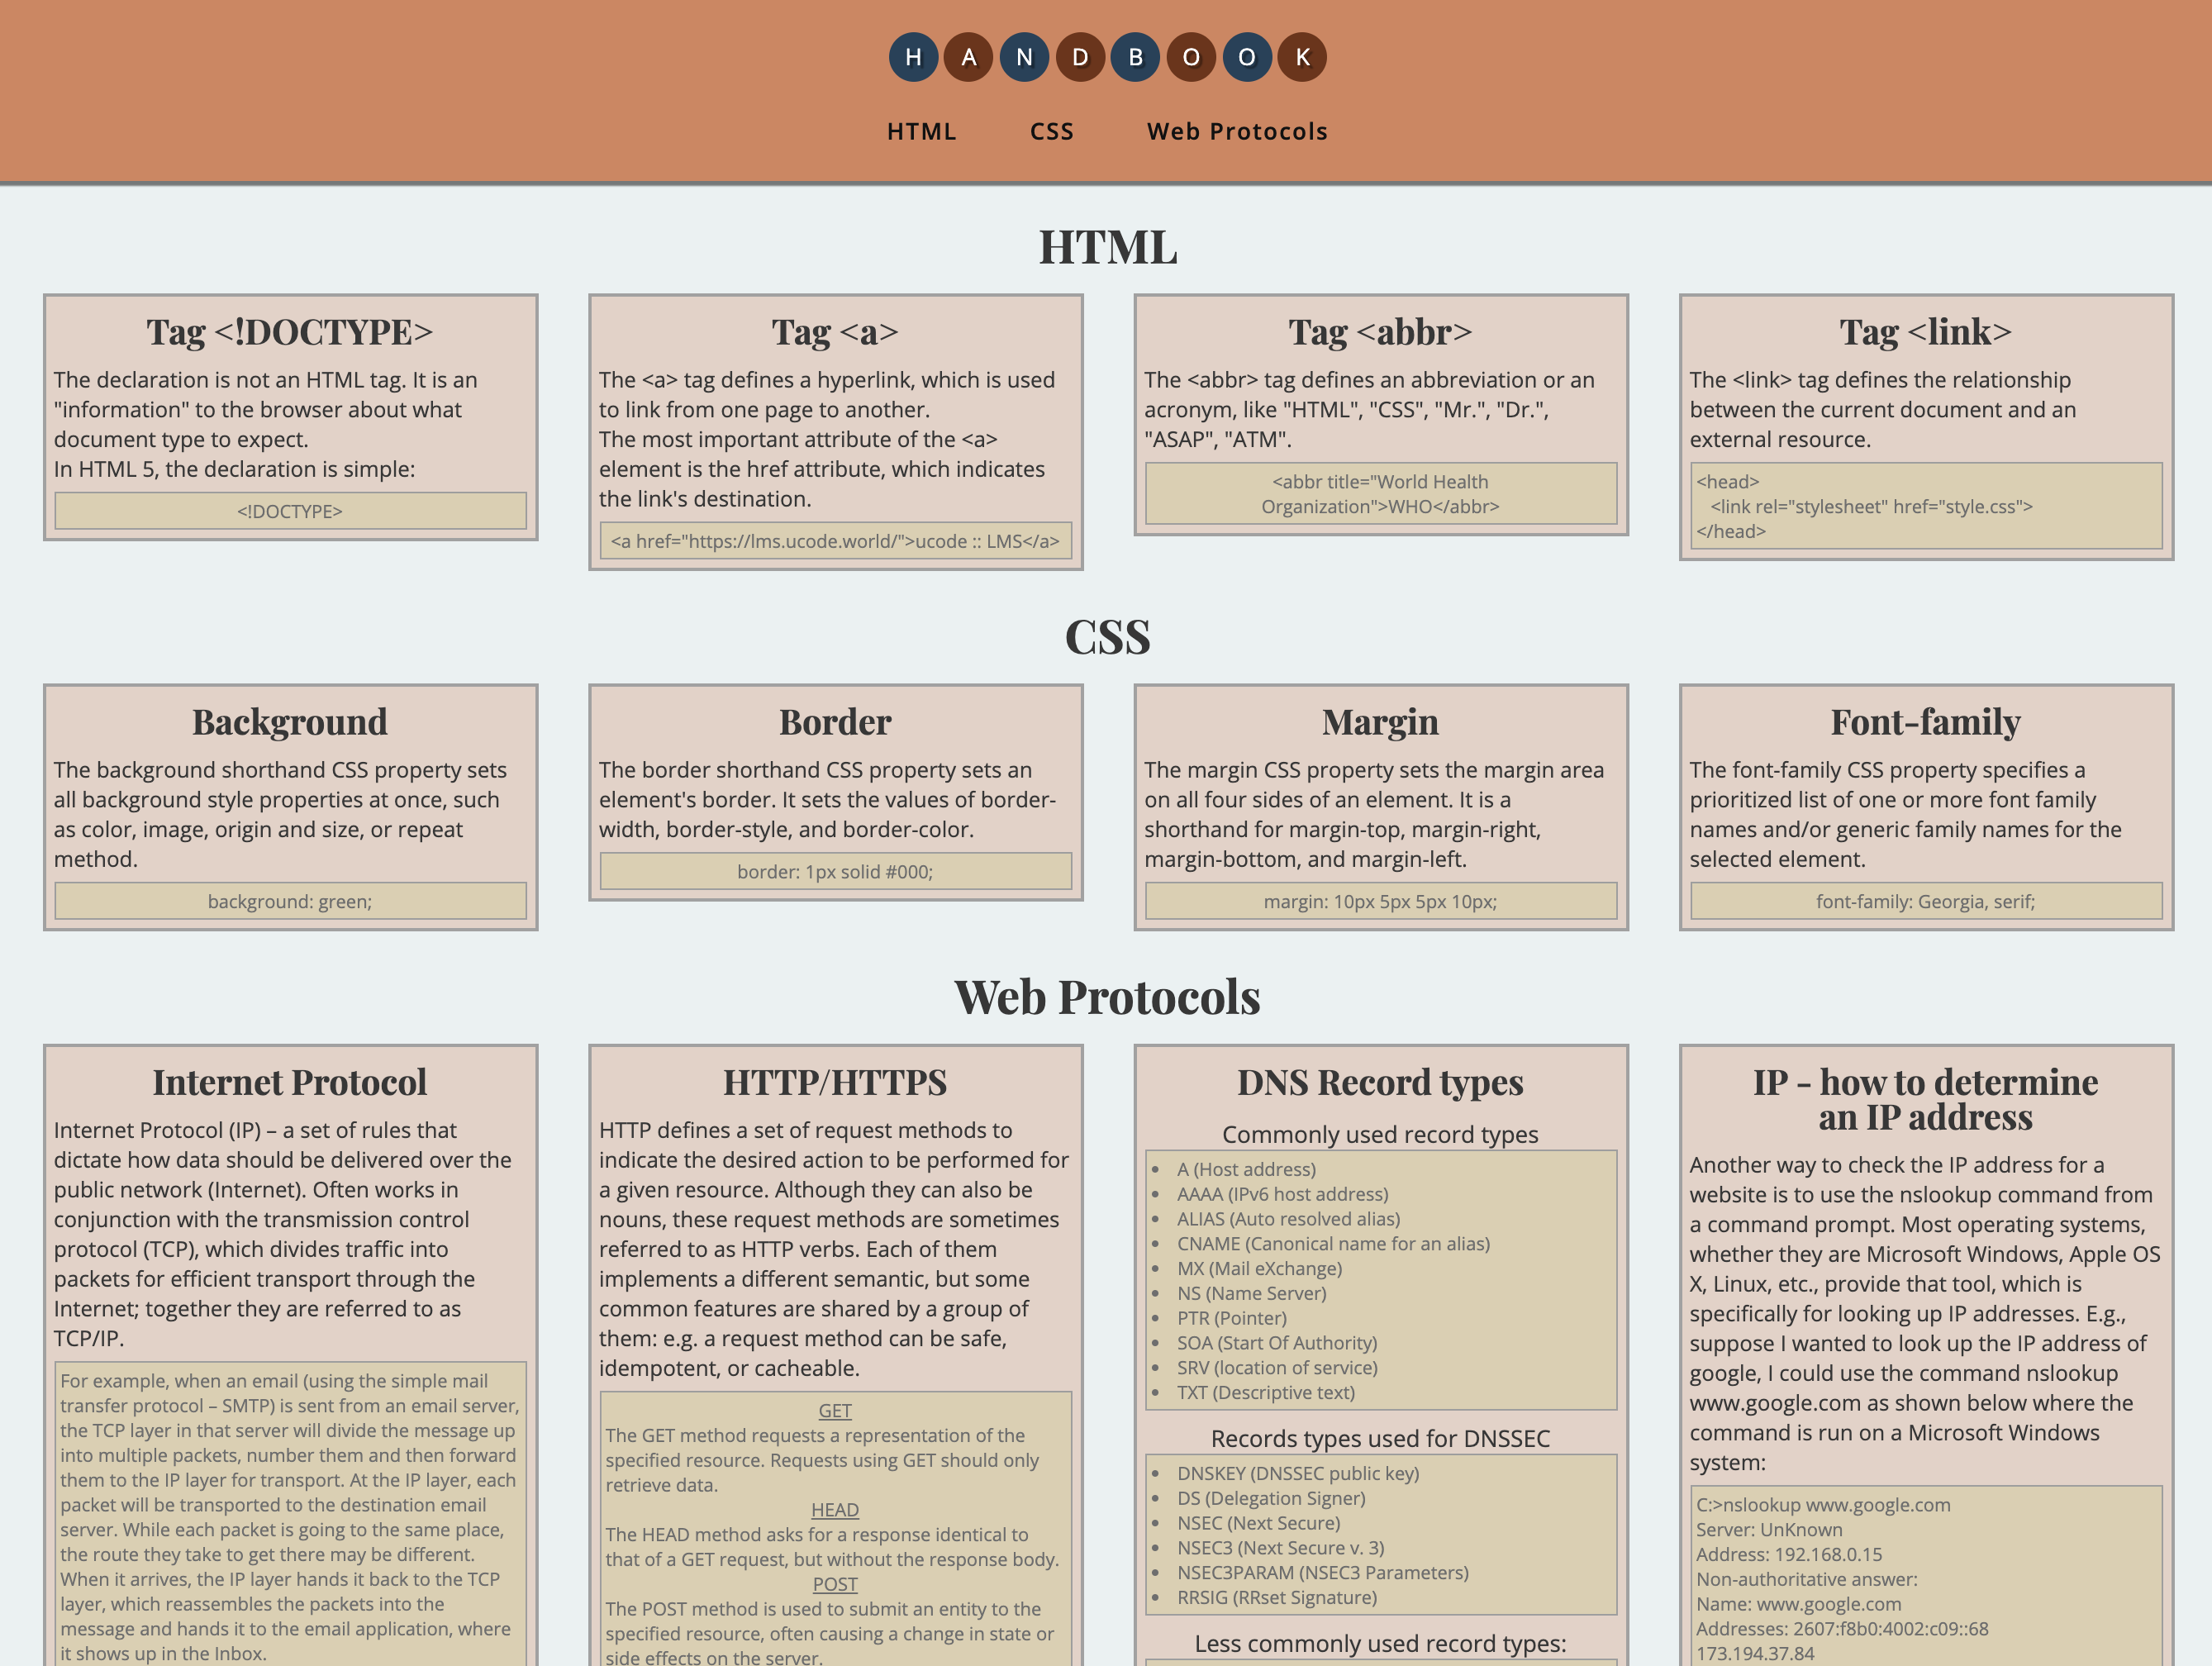 HANDBOOK
HTML CSS Web Protocols
HTML
Tag <!DOCTYPE>
The declaration is not an HTML tag. It is an
"information" to the browser about what
document type to expect.
In HTML 5, the declaration is simple:
<!DOCTYPE>
Tag <a>
The <a> tag defines a hyperlink, which is used
to link from one page to another.
The most important attribute of the <a>
element is the href attribute, which indicates
the link's destination.
<a href="https://lms.ucode.world/">ucode :: LMS</a>
Tag <abbr>
The <abbr> tag defines an abbreviation or an
acronym, like "HTML", "CSS", "Mr.", "Dr.",
"ASAP", "ATM".
<abbr title="World Health
Organization">WHO</abbr>
Tag <link>
The <link> tag defines the relationship
between the current document and an
external resource.
<head>
<link rel="stylesheet" href="style.css">
</head>
CSS
Background
The background shorthand CSS property sets
all background style properties at once, such
as color, image, origin and size, or repeat
method.
background: green;
Border
The border shorthand CSS property sets an
element's border. It sets the values of border-
width, border-style, and border-color.
border: 1px solid #000;
Margin
The margin CSS property sets the margin area
on all four sides of an element. It is a
shorthand for margin-top, margin-right,
margin-bottom, and margin-left.
margin: 10px 5px 5px 10px;
Font-family
The font-family CSS property specifies a
prioritized list of one or more font family
names and/or generic family names for the
selected element.
font-family: Georgia, serif;
Web Protocols
Internet Protocol
Internet Protocol (IP) – a set of rules that
dictate how data should be delivered over the
public network (Internet). Often works in
conjunction with the transmission control
protocol (TCP), which divides traffic into
packets for efficient transport through the
Internet; together they are referred to as
TCP/IP.
For example, when an email (using the simple mail
transfer protocol – SMTP) is sent from an email server,
the TCP layer in that server will divide the message up
into multiple packets, number them and then forward
them to the IP layer for transport. At the IP layer, each
packet will be transported to the destination email
server. While each packet is going to the same place,
the route they take to get there may be different.
When it arrives, the IP layer hands it back to the TCP
layer, which reassembles the packets into the
message and hands it to the email application, where
it shows up in the Inbox.
HTTP/HTTPS
HTTP defines a set of request methods to
indicate the desired action to be performed for
a given resource. Although they can also be
nouns, these request methods are sometimes
referred to as HTTP verbs. Each of them
implements a different semantic, but some
common features are shared by a group of
them: e.g. a request method can be safe,
idempotent, or cacheable.
GET
The GET method requests a representation of the
specified resource. Requests using GET should only
retrieve data.
HEAD
The HEAD method asks for a response identical to
that of a GET request, but without the response body.
POST
The POST method is used to submit an entity to the
specified resource, often causing a change in state or
side effects on the server.
DNS Record types
Commonly used record types
• A (Host address)
• AAAA (IPv6 host address)
• ALIAS (Auto resolved alias)
• CNAME (Canonical name for an alias)
• MX (Mail eXchange)
• NS (Name Server)
• PTR (Pointer)
• SOA (Start Of Authority)
• SRV (location of service)
• TXT (Descriptive text)
Records types used for DNSSEC
• DNSKEY (DNSSEC public key)
• DS (Delegation Signer)
• NSEC (Next Secure)
• NSEC3 (Next Secure v. 3)
• NSEC3PARAM (NSEC3 Parameters)
• RRSIG (RRset Signature)
Less commonly used record types:
IP - how to determine
an IP address
Another way to check the IP address for a
website is to use the nslookup command from
a command prompt. Most operating systems,
whether they are Microsoft Windows, Apple OS
X, Linux, etc., provide that tool, which is
specifically for looking up IP addresses. E.g.,
suppose I wanted to look up the IP address of
google, I could use the command nslookup
www.google.com as shown below where the
command is run on a Microsoft Windows
system:
C:>nslookup www.google.com
Server: UnKnown
Address: 192.168.0.15
Non-authoritative answer:
Name: www.google.com
Addresses: 2607:f8b0:4002:c09::68
173.194.37.84